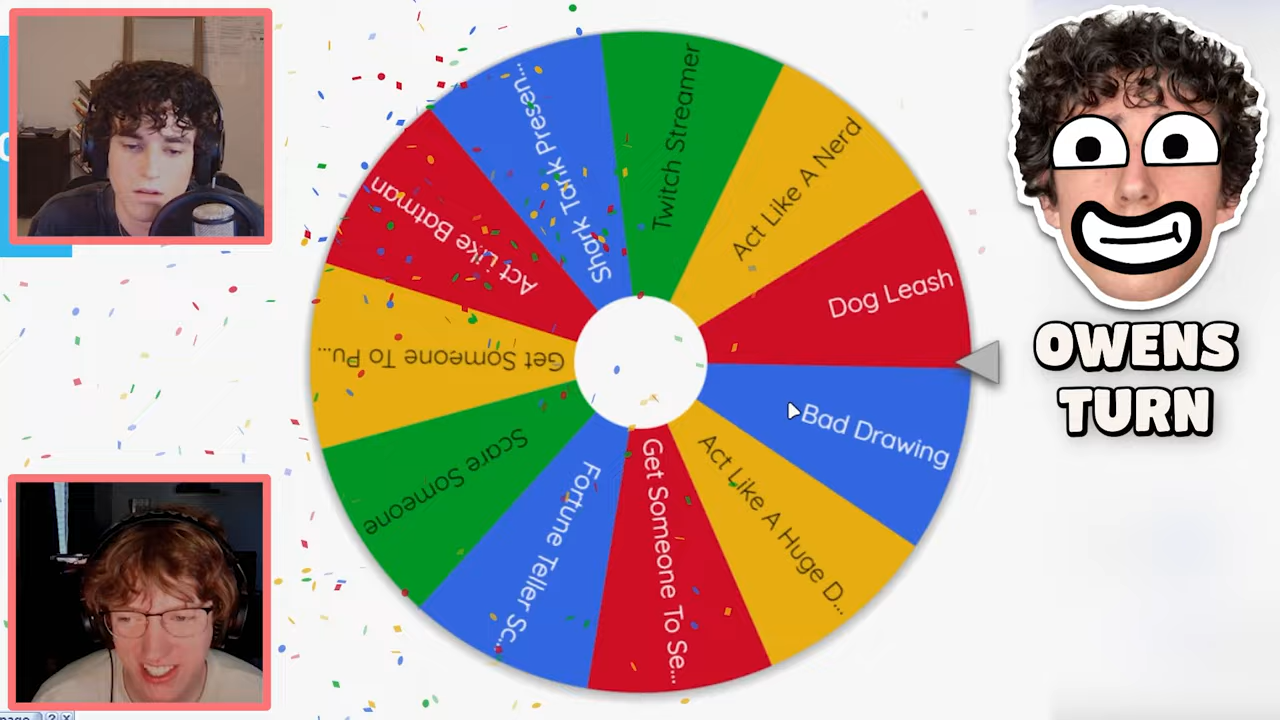 Twitch Streamer
Act Like A Nerd
Dog Leash
Bad Drawing
Act Like A Huge D...
Get Someone To Se...
Fortune Teller Sc...
Scare Someone
Get Someone To Pu...
Act Like Batman
Shark Tank Presen...
OWENS
TURN